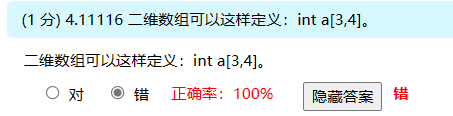 (1 分) 4.11116 二维数组可以这样定义：int a[3,4]。
二维数组可以这样定义：int a[3,4]。
对 错 正确率：100% 隐藏答案 错